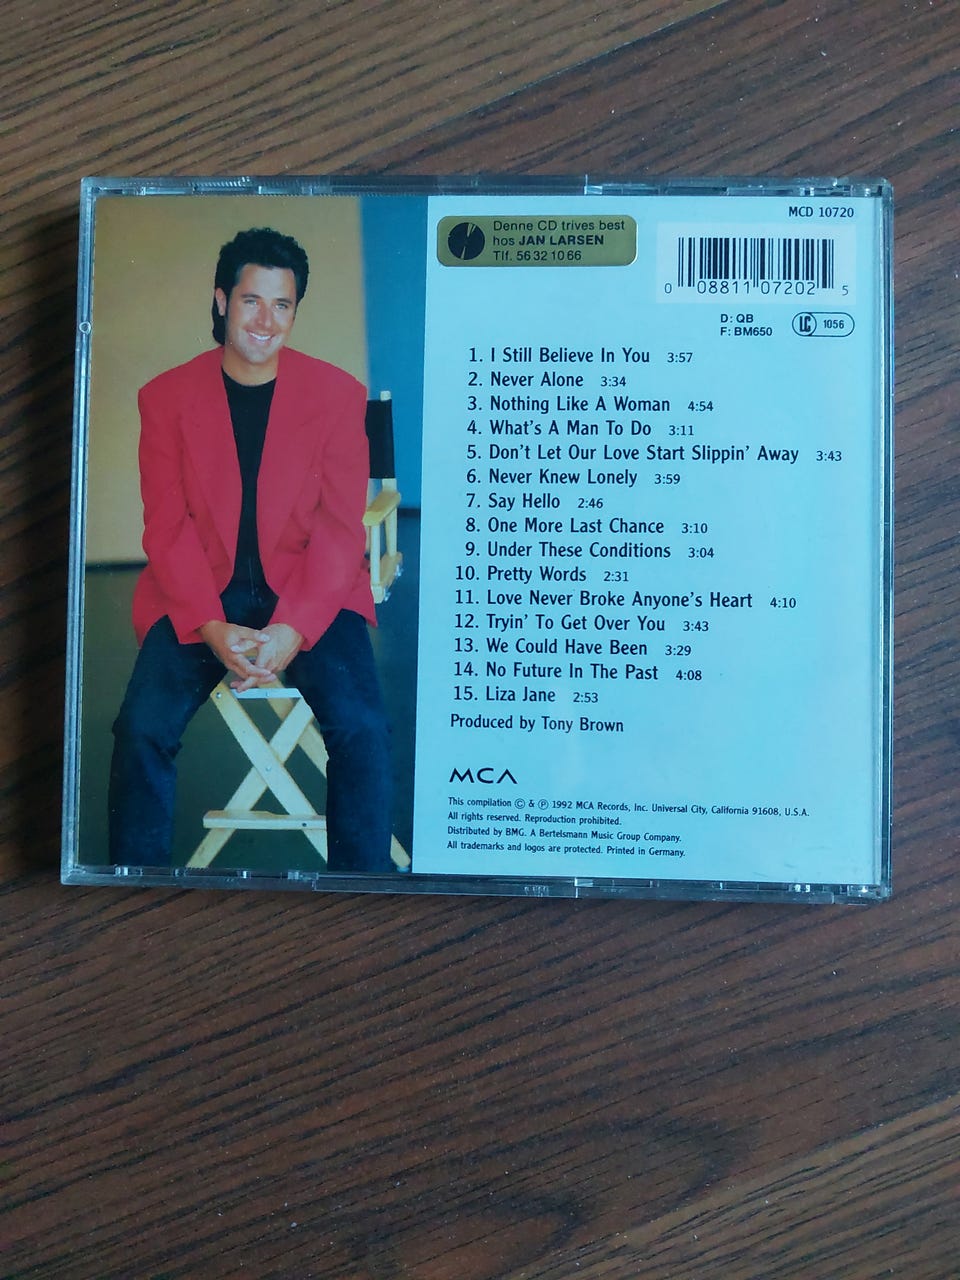 MCD 10720
Denne CD trives best
hos JAN LARSEN
Tlf. 56 32 10 66
0 08811 07202 5
D: QB
F: BM650
LC 1056
1. I Still Believe In You 3:57
2. Never Alone 3:34
3. Nothing Like A Woman 4:54
4. What's A Man To Do 3:11
5. Don't Let Our Love Start Slippin' Away 3:43
6. Never Knew Lonely 3:59
7. Say Hello 2:46
8. One More Last Chance 3:10
9. Under These Conditions 3:04
10. Pretty Words 2:31
11. Love Never Broke Anyone's Heart 4:10
12. Tryin' To Get Over You 3:43
13. We Could Have Been 3:29
14. No Future In The Past 4:08
15. Liza Jane 2:53
Produced by Tony Brown
MCA
This compilation © & ℗ 1992 MCA Records, Inc. Universal City, California 91608, U.S.A.
All rights reserved. Reproduction prohibited.
Distributed by BMG. A Bertelsmann Music Group Company.
All trademarks and logos are protected. Printed in Germany.